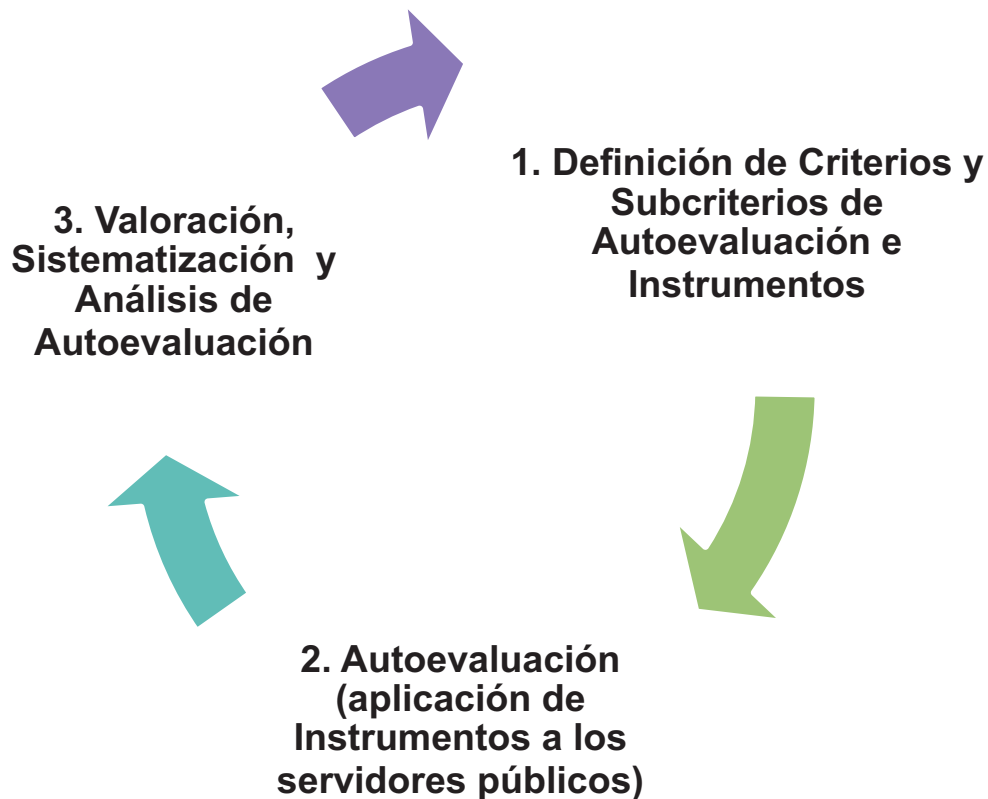 1. Definición de Criterios y
Subcriterios de
Autoevaluación e
Instrumentos
2. Autoevaluación
(aplicación de
Instrumentos a los
servidores públicos)
3. Valoración,
Sistematización y
Análisis de
Autoevaluación